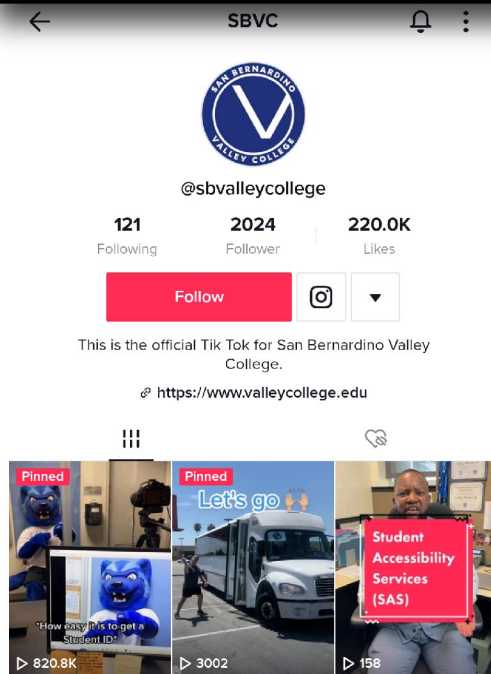 SBVC
SAN BERNARDINO
VALLEY COLLEGE
@sbvalleycollege
121
2024
220.0K
Following
Follower
Likes
Follow
This is the official Tik Tok for San Bernardino Valley
College.
https://www.valleycollege.edu
Pinned
"How easy it is to get a
Student ID"
820.8K
Pinned
Let's go
3002
Student
Accessibility
Services
(SAS)
158